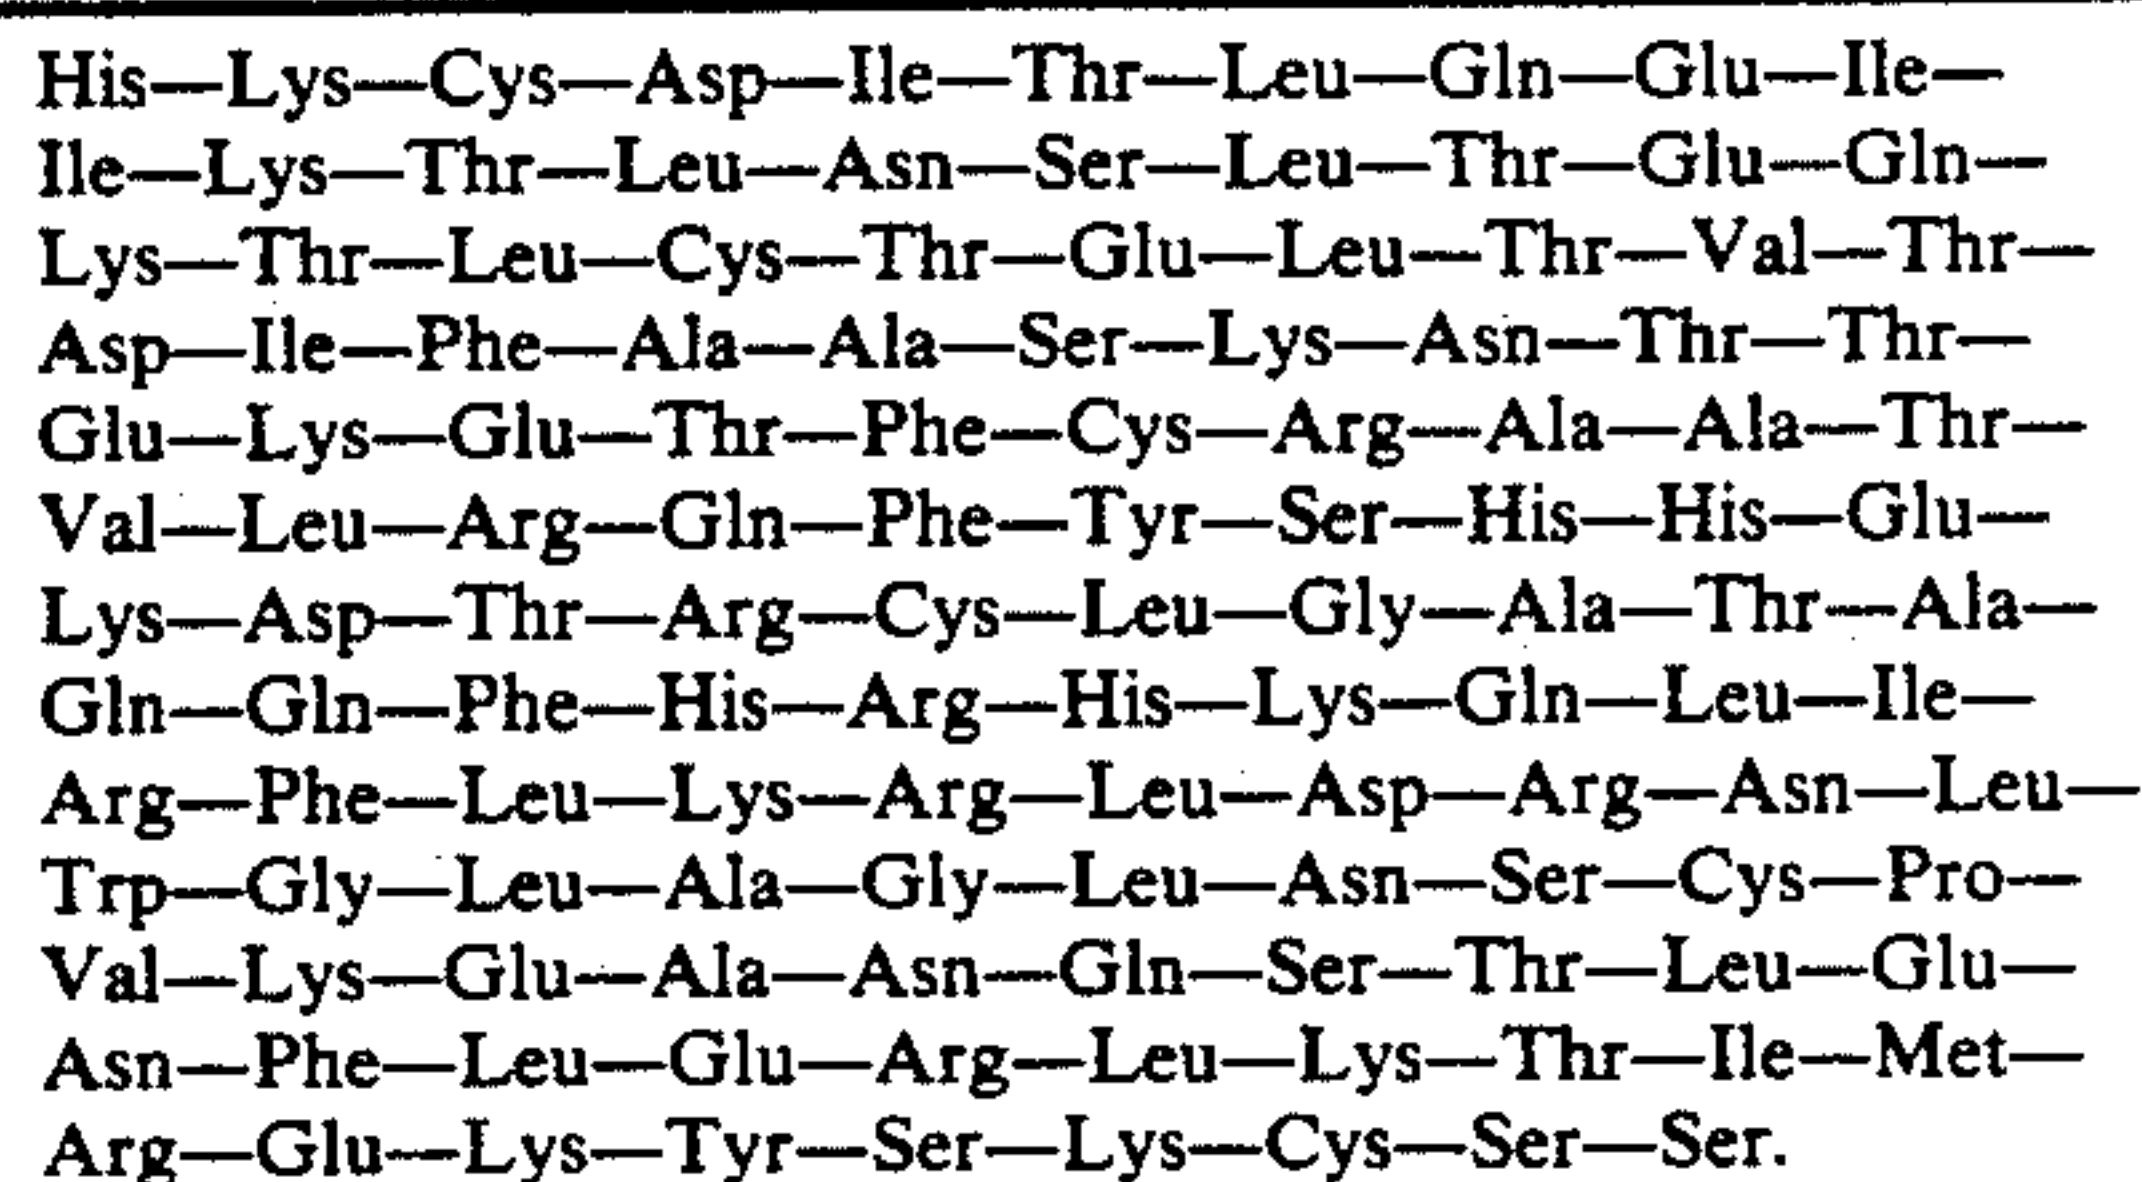 His—Lys—Cys—Asp—Ile—Thr—Leu—Gln—Glu—Ile—
Ile—Lys—Thr—Leu—Asn—Ser—Leu—Thr—Glu—Gln—
Lys—Thr—Leu—Cys—Thr—Glu—Leu—Thr—Val—Thr—
Asp—Ile—Phe—Ala—Ala—Ser—Lys—Asn—Thr—Thr—
Glu—Lys—Glu—Thr—Phe—Cys—Arg—Ala—Ala—Thr—
Val—Leu—Arg—Gln—Phe—Tyr—Ser—His—His—Glu—
Lys—Asp—Thr—Arg—Cys—Leu—Gly—Ala—Thr—Ala—
Gln—Gln—Phe—His—Arg—His—Lys—Gln—Leu—Ile—
Arg—Phe—Leu—Lys—Arg—Leu—Asp—Arg—Asn—Leu—
Trp—Gly—Leu—Ala—Gly—Leu—Asn—Ser—Cys—Pro—
Val—Lys—Glu—Ala—Asn—Gln—Ser—Thr—Leu—Glu—
Asn—Phe—Leu—Glu—Arg—Leu—Lys—Thr—Ile—Met—
Arg—Glu—Lys—Tyr—Ser—Lys—Cys—Ser—Ser.